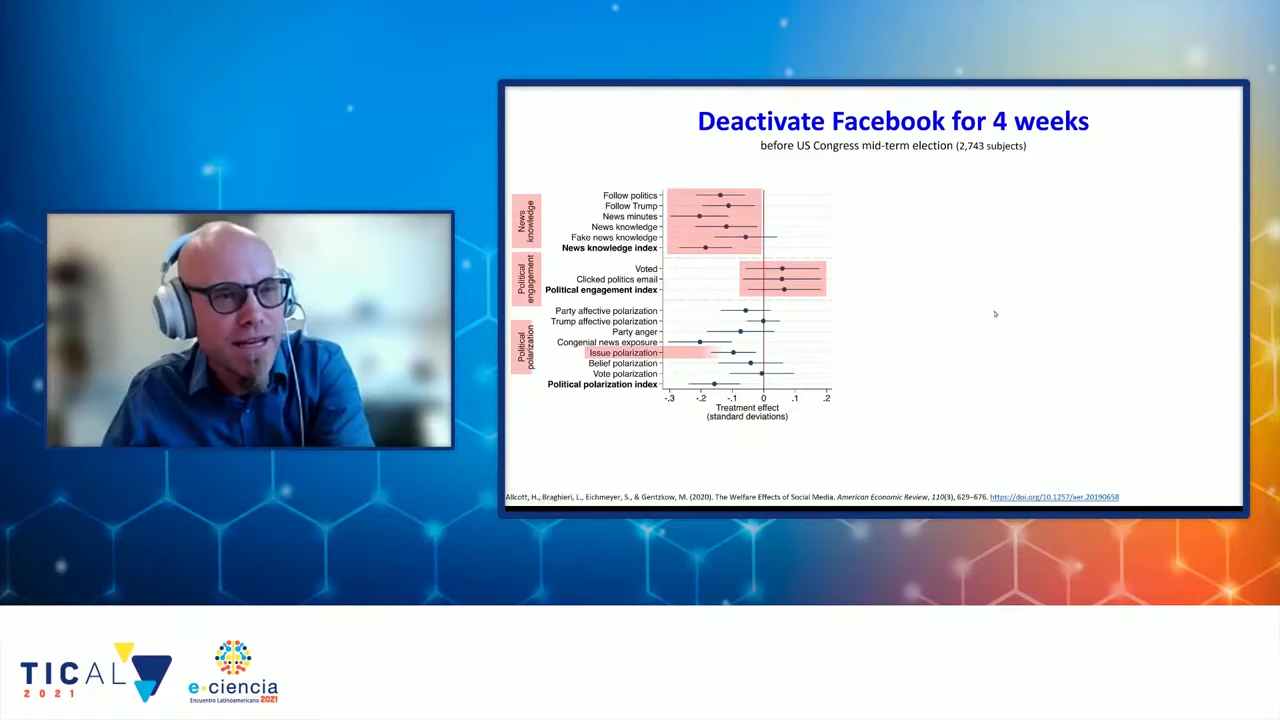 Deactivate Facebook for 4 weeks
before US Congress mid-term election (2,743 subjects)
News
knowledge
Follow politics
Follow Trump
News minutes
News knowledge
Fake news knowledge
News knowledge index
Political
engagement
Voted
Clicked politics email
Political engagement index
Political
polarization
Party affective polarization
Trump affective polarization
Party anger
Congenial news exposure
Issue polarization
Belief polarization
Vote polarization
Political polarization index
-.3 -.2 -.1 0 .1 .2
Treatment effect
(standard deviations)
Allcott, H., Braghieri, L., Eichmeyer, S., & Gentzkow, M. (2020). The Welfare Effects of Social Media. American Economic Review, 110(3), 629–676. https://doi.org/10.1257/aer.20190658
TICAL
2021
e-ciencia
Encuentro Latinoamericano 2021